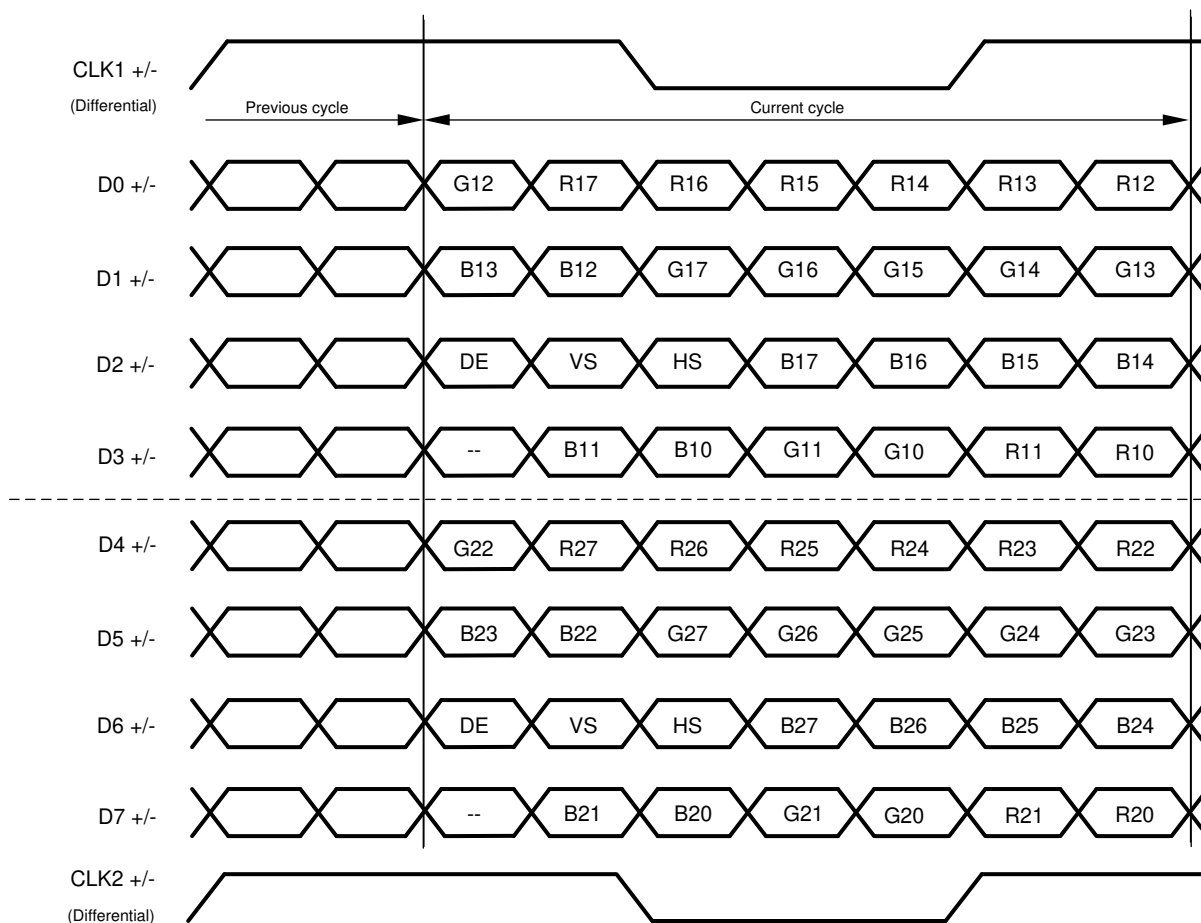 CLK1 +/-
(Differential)
Previous cycle Current cycle
D0 +/- G12 R17 R16 R15 R14 R13 R12
D1 +/- B13 B12 G17 G16 G15 G14 G13
D2 +/- DE VS HS B17 B16 B15 B14
D3 +/- -- B11 B10 G11 G10 R11 R10
D4 +/- G22 R27 R26 R25 R24 R23 R22
D5 +/- B23 B22 G27 G26 G25 G24 G23
D6 +/- DE VS HS B27 B26 B25 B24
D7 +/- -- B21 B20 G21 G20 R21 R20
CLK2 +/-
(Differential)